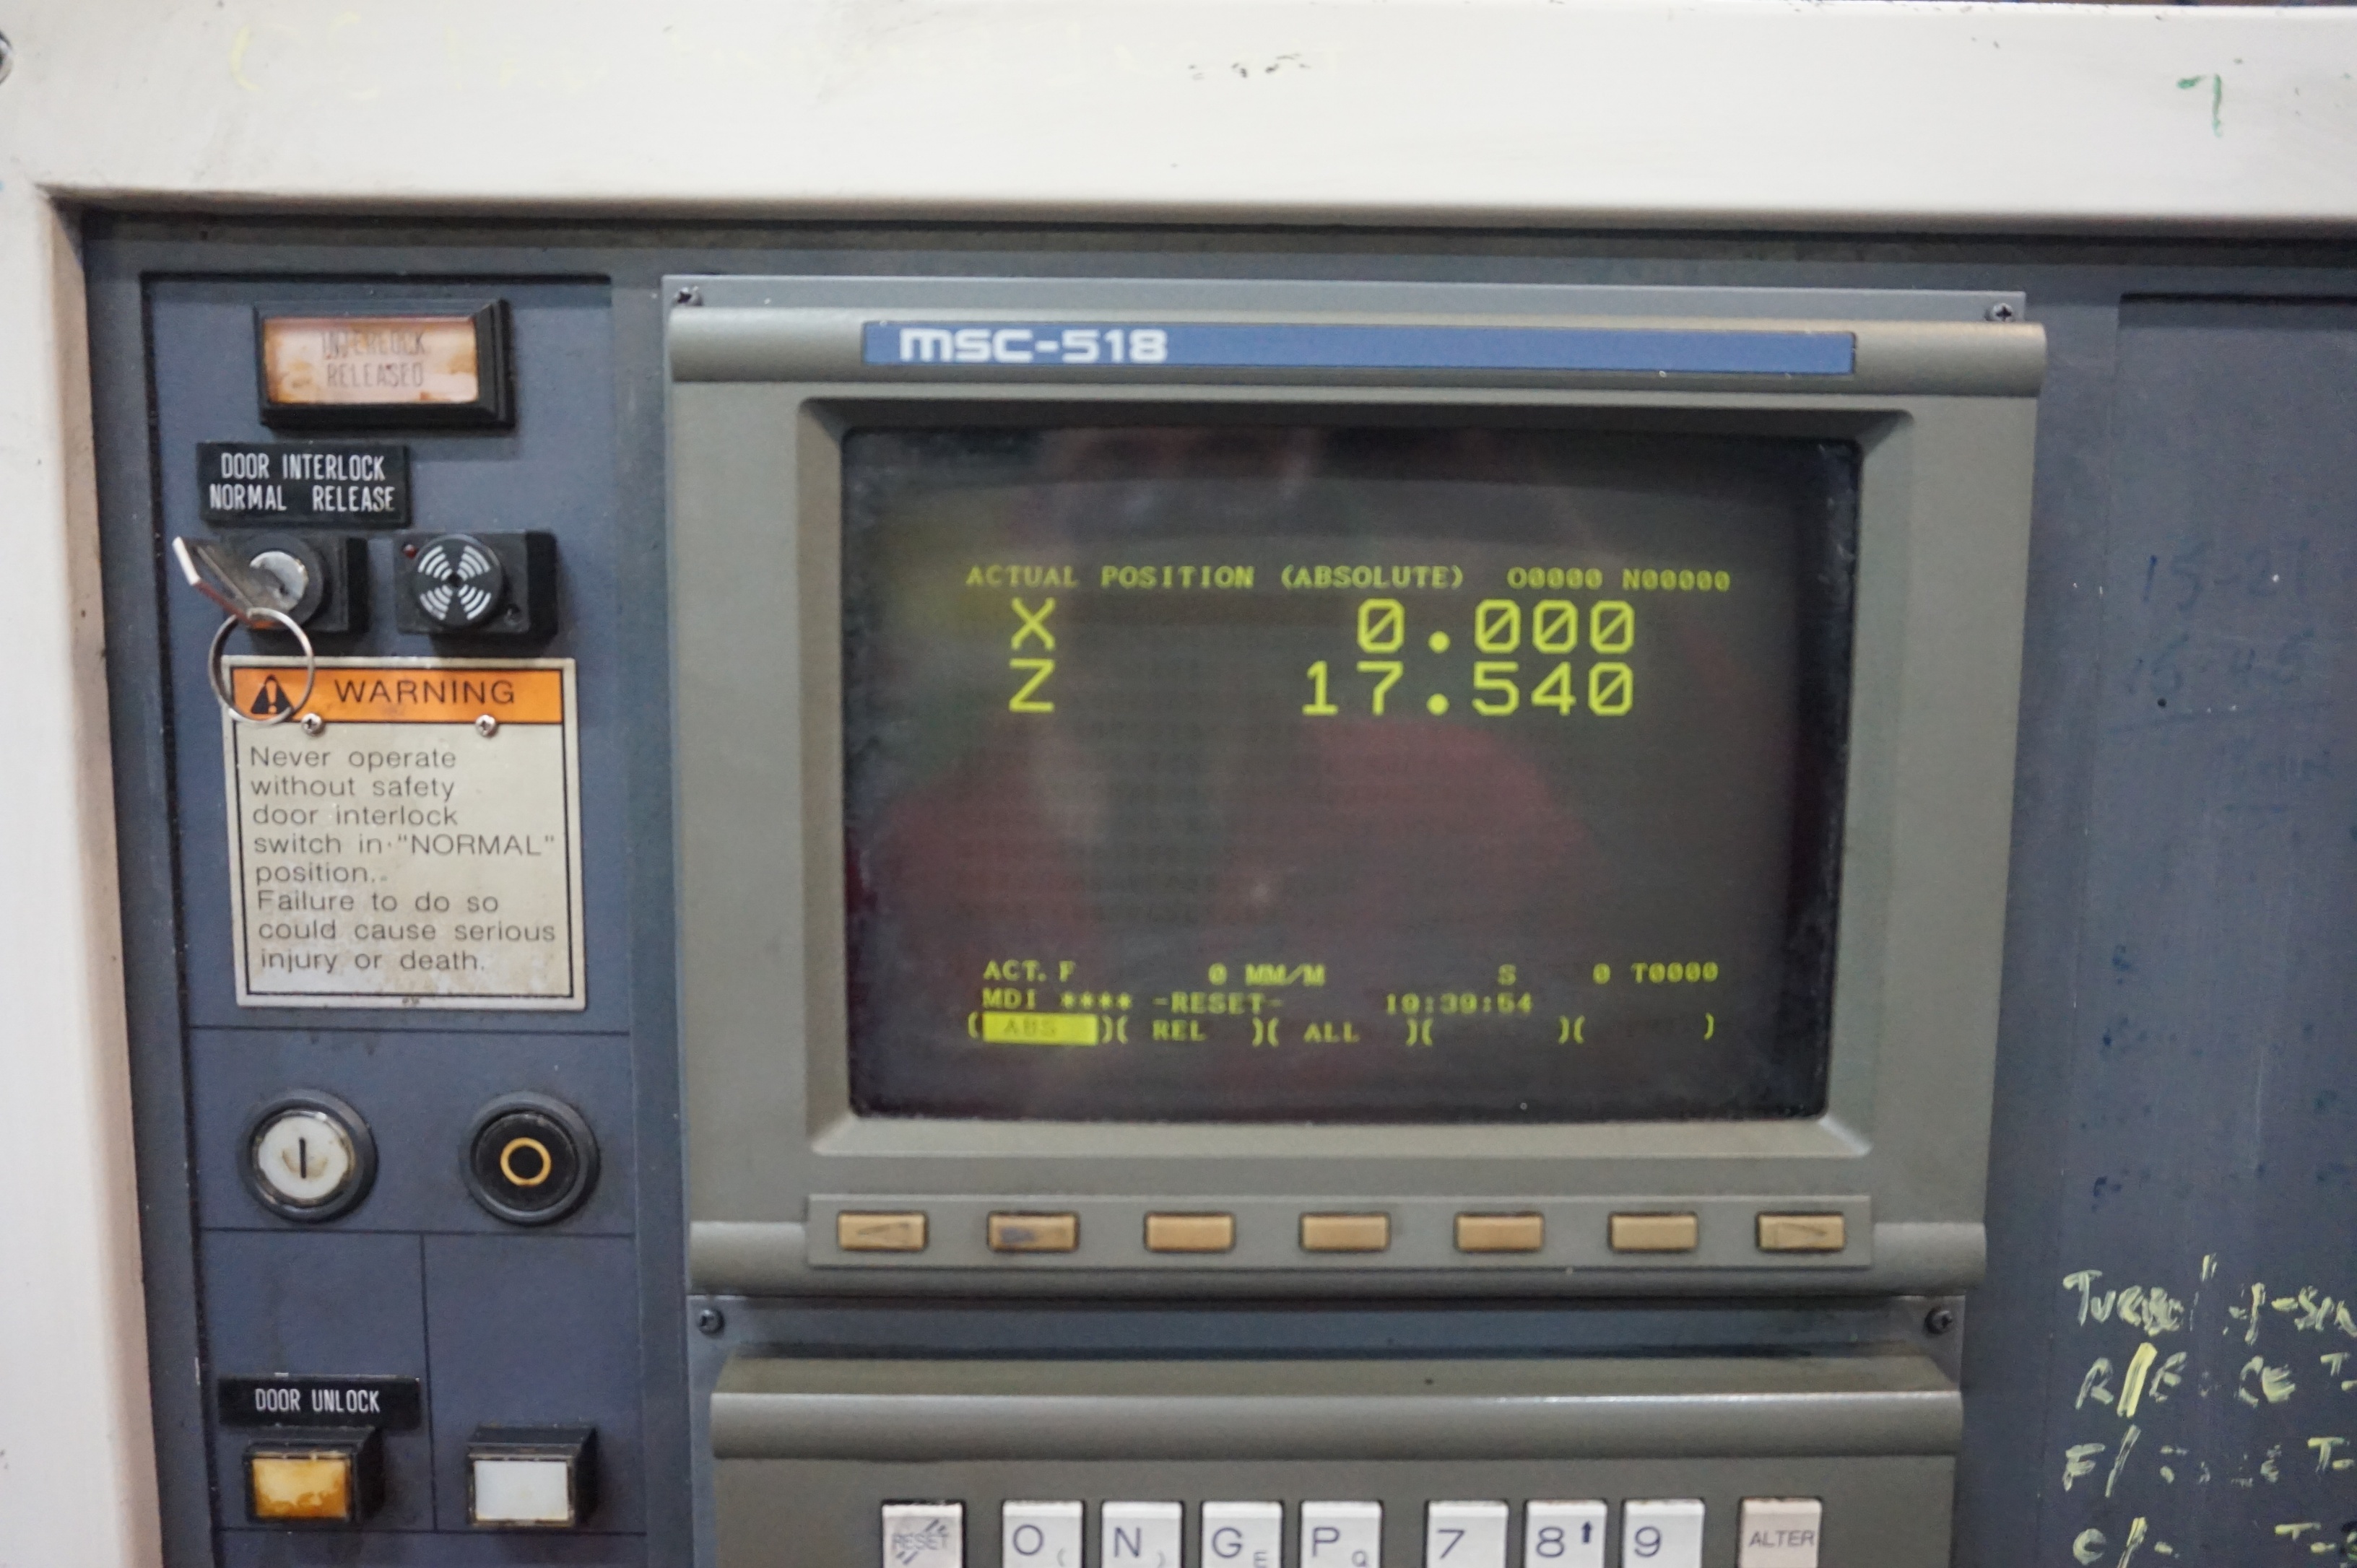 INTERLOCK
RELEASED
DOOR INTERLOCK
NORMAL RELEASE
WARNING
Never operate
without safety
door interlock
switch in "NORMAL"
position.
Failure to do so
could cause serious
injury or death.
DOOR UNLOCK
MSC-518
ACTUAL POSITION (ABSOLUTE) O0000 N00000
X 0.000
Z 17.540
ACT. F 0 MM/M S 0 T0000
MDI **** -RESET- 19:39:54
( ABS )( REL )( ALL )( )( )
RESET O ( N ) G E P Q 7 8↑ 9 ALTER